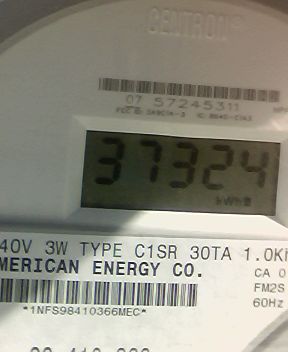 CENTRON®
07 57245311
37324
kWh
40V 3W TYPE C1SR 30TA 1.0Kh
MERICAN ENERGY CO.
CA 0
FM2S
60Hz
*1NFS98410366MEC*